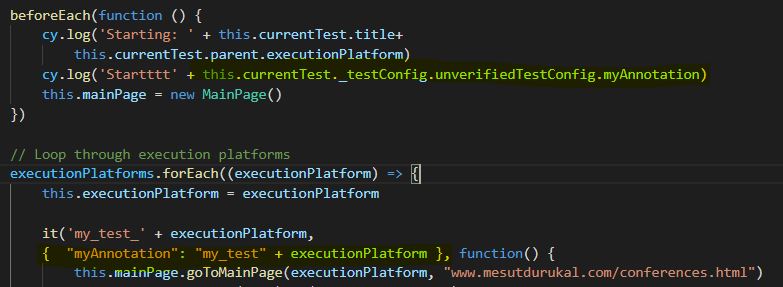 beforeEach(function () {
cy.log('Starting: ' + this.currentTest.title+
this.currentTest.parent.executionPlatform)
cy.log('Starttt' + this.currentTest._testConfig.unverifiedTestConfig.myAnnotation)
this.mainPage = new MainPage()
})
// Loop through execution platforms
executionPlatforms.forEach((executionPlatform) => {
this.executionPlatform = executionPlatform
it('my_test_' + executionPlatform,
{ "myAnnotation": "my_test" + executionPlatform }, function() {
this.mainPage.goToMainPage(executionPlatform, "www.mesutdurukal.com/conferences.html")